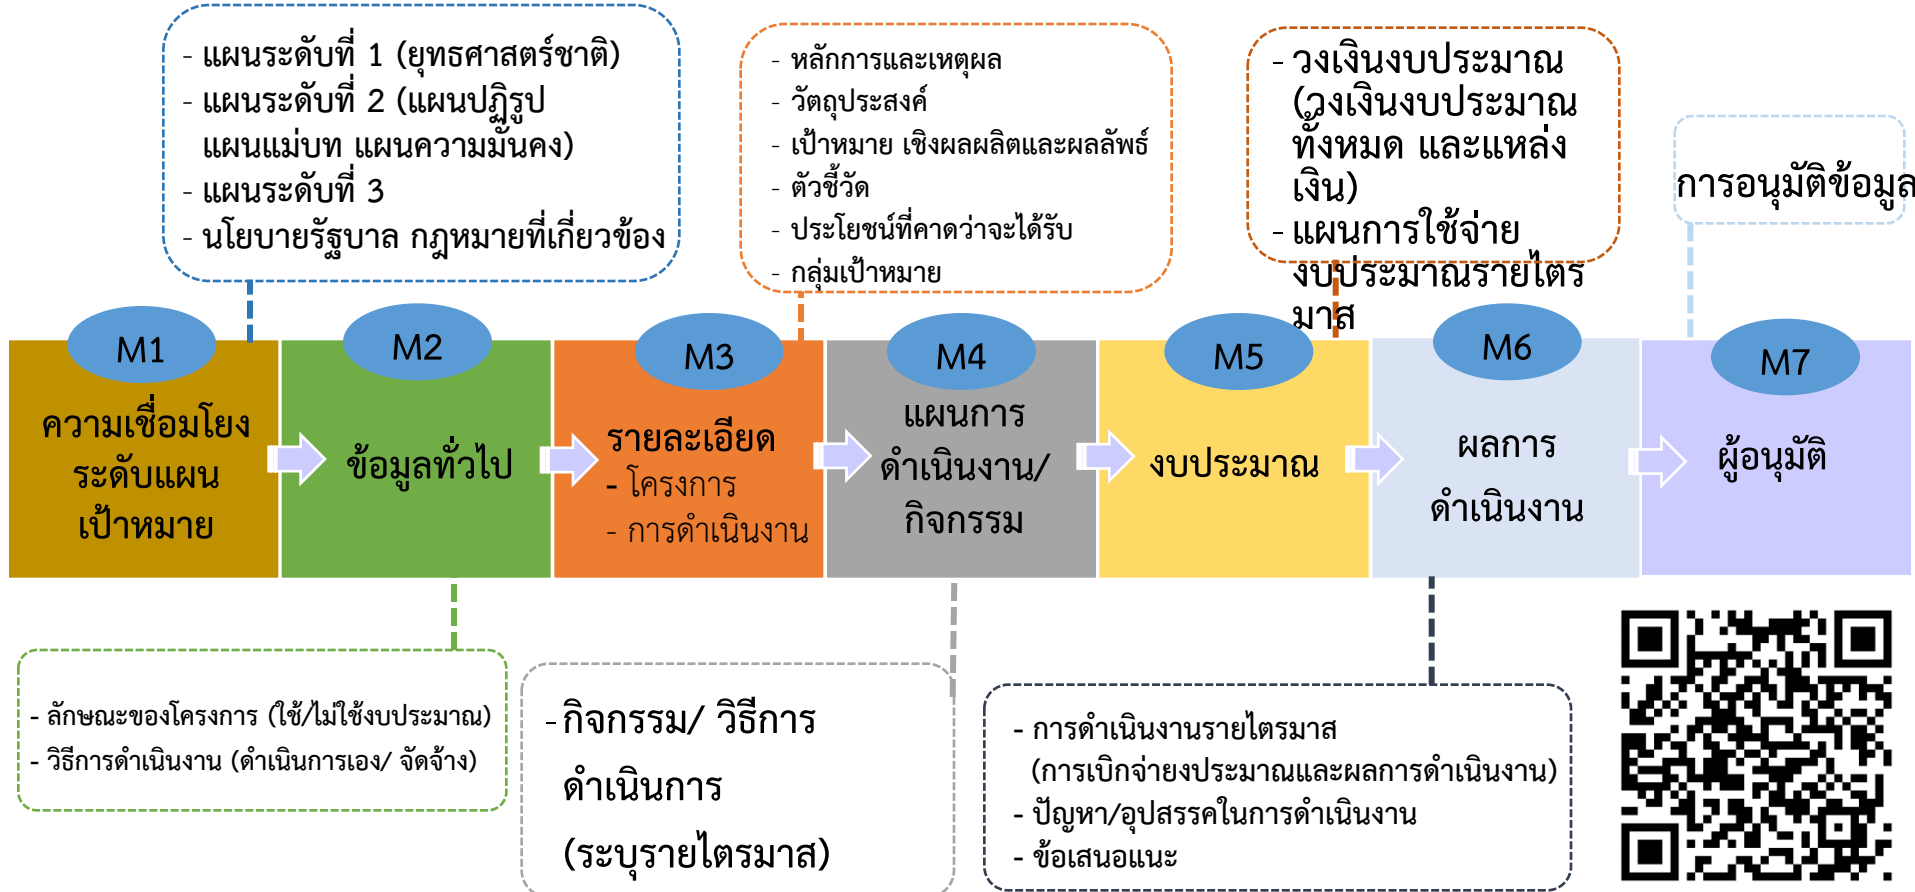 - แผนระดับที่ 1 (ยุทธศาสตร์ชาติ)
- แผนระดับที่ 2 (แผนปฏิรูป
แผนแม่บท แผนความมั่นคง)
- แผนระดับที่ 3
- นโยบายรัฐบาล กฎหมายที่เกี่ยวข้อง
- หลักการและเหตุผล
- วัตถุประสงค์
- เป้าหมาย เชิงผลผลิตและผลลัพธ์
- ตัวชี้วัด
- ประโยชน์ที่คาดว่าจะได้รับ
- กลุ่มเป้าหมาย
- วงเงินงบประมาณ
(วงเงินงบประมาณ
ทั้งหมด และแหล่ง
เงิน)
- แผนการใช้จ่าย
งบประมาณรายไตร
มาส
การอนุมัติข้อมูล
M1
ความเชื่อมโยง
ระดับแผน
เป้าหมาย
M2
ข้อมูลทั่วไป
M3
รายละเอียด
- โครงการ
- การดำเนินงาน
M4
แผนการ
ดำเนินงาน/
กิจกรรม
M5
งบประมาณ
M6
ผลการ
ดำเนินงาน
M7
ผู้อนุมัติ
- ลักษณะของโครงการ (ใช้/ไม่ใช้งบประมาณ)
- วิธีการดำเนินงาน (ดำเนินการเอง/ จัดจ้าง)
- กิจกรรม/ วิธีการ
ดำเนินการ
(ระบุรายไตรมาส)
- การดำเนินงานรายไตรมาส
(การเบิกจ่ายงประมาณและผลการดำเนินงาน)
- ปัญหา/อุปสรรคในการดำเนินงาน
- ข้อเสนอแนะ